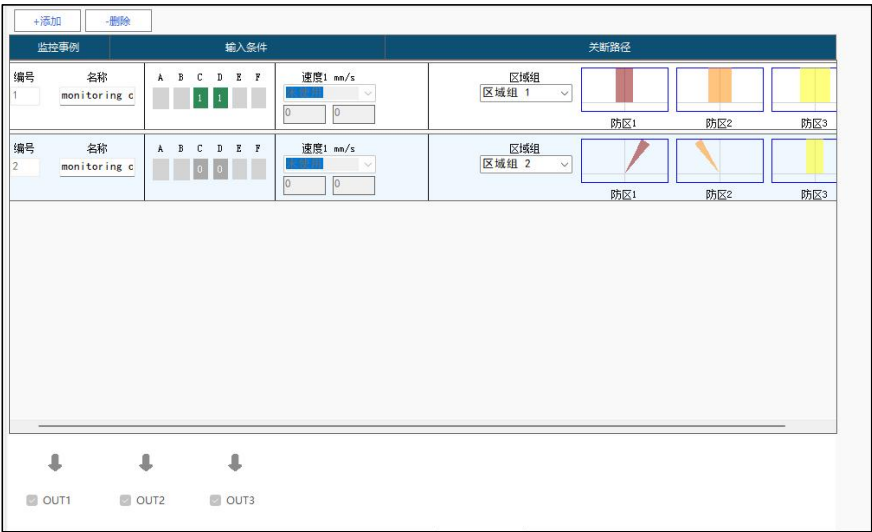 +添加 -删除
监控事例 输入条件 关断路径
编号 名称 A B C D E F 速度1 mm/s 区域组
1 monitoring c 1 1 区域组 1
0 0
防区1 防区2 防区3
编号 名称 A B C D E F 速度1 mm/s 区域组
2 monitoring c 0 0 区域组 2
0 0
防区1 防区2 防区3
OUT1 OUT2 OUT3